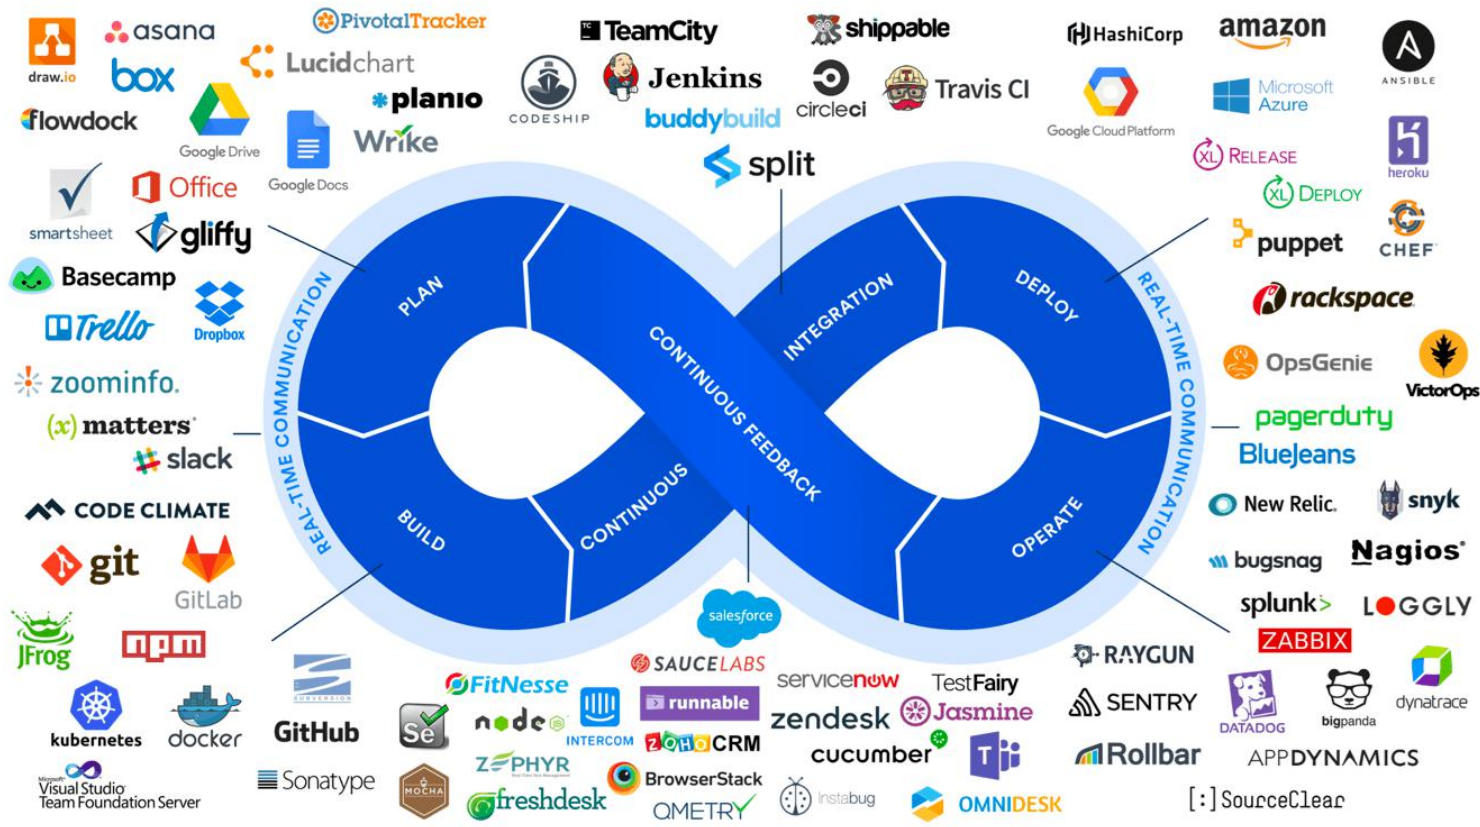 draw.io
asana
PivotalTracker
box
Lucidchart
flowdock
Google Drive
planio
Google Docs
Wrike
smartsheet
Office
gliffy
Basecamp
Trello
Dropbox
zoominfo.
(x) matters
slack
TC
TeamCity
shippable
CODESHIP
Jenkins
circleci
Travis CI
buddybuild
split
HashiCorp
amazon
ANSIBLE
Google Cloud Platform
Microsoft
Azure
XL RELEASE
heroku
XL DEPLOY
puppet
CHEF
rackspace
OpsGenie
VictorOps
pagerduty
BlueJeans
REAL-TIME COMMUNICATION
PLAN
BUILD
CONTINUOUS
INTEGRATION
CONTINUOUS FEEDBACK
DEPLOY
OPERATE
REAL-TIME COMMUNICATION
CODE CLIMATE
git
GitLab
JFrog
npm
kubernetes
docker
SUBVERSION
GitHub
Microsoft
Visual Studio
Team Foundation Server
Sonatype
salesforce
SAUCELABS
FitNesse
Se
node
JS
INTERCOM
runnable
servicenow
TestFairy
zendesk
Jasmine
ZOHO CRM
cucumber
ZEPHYR
MOCHA
BrowserStack
freshdesk
QMETRY
Instabug
T
OMNIDESK
New Relic.
snyk
bugsnag
Nagios®
splunk>
LOGGLY
ZABBIX
RAYGUN
SENTRY
DATADOG
bigpanda
dynatrace
Rollbar
APPDYNAMICS
[:]SourceClear